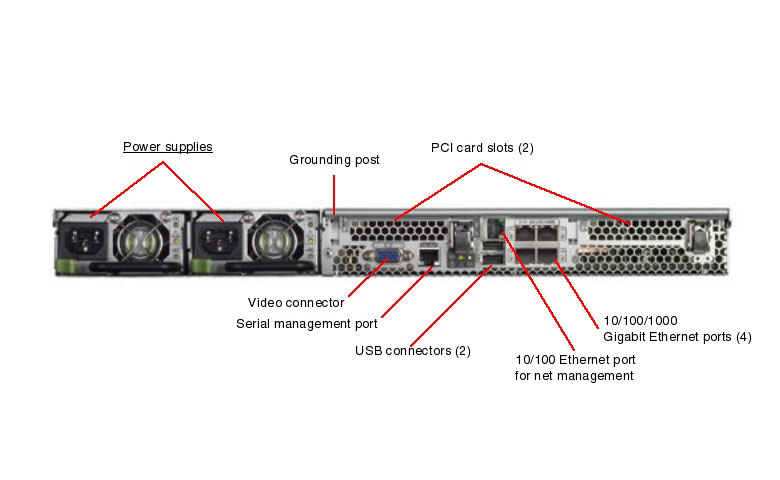 Power supplies
Grounding post
PCI card slots (2)
Video connector
Serial management port
USB connectors (2)
10/100 Ethernet port
for net management
10/100/1000
Gigabit Ethernet ports (4)